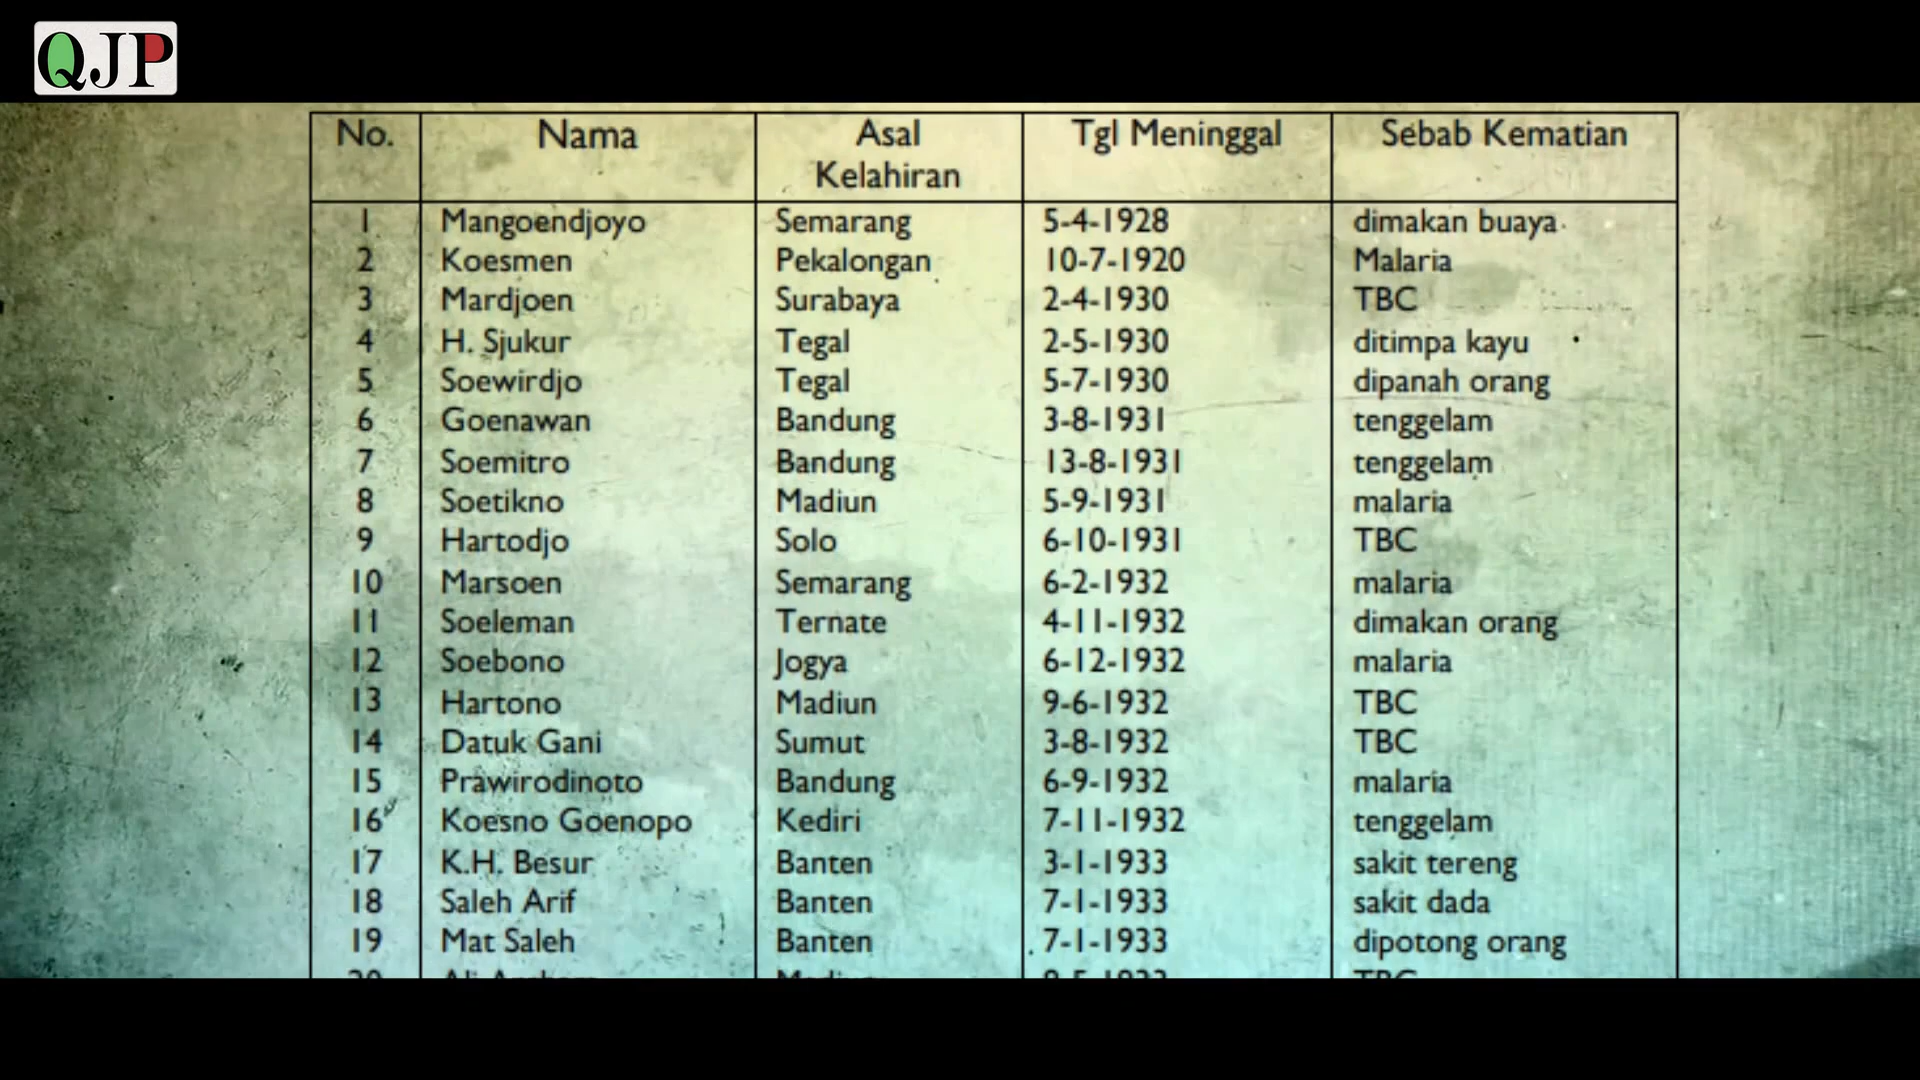 QJP
No. Nama Asal Kelahiran Tgl Meninggal Sebab Kematian
1 Mangoendjoyo Semarang 5-4-1928 dimakan buaya
2 Koesmen Pekalongan 10-7-1920 Malaria
3 Mardjoen Surabaya 2-4-1930 TBC
4 H. Sjukur Tegal 2-5-1930 ditimpa kayu
5 Soewirdjo Tegal 5-7-1930 dipanah orang
6 Goenawan Bandung 3-8-1931 tenggelam
7 Soemitro Bandung 13-8-1931 tenggelam
8 Soetikno Madiun 5-9-1931 malaria
9 Hartodjo Solo 6-10-1931 TBC
10 Marsoen Semarang 6-2-1932 malaria
11 Soeleman Ternate 4-11-1932 dimakan orang
12 Soebono Jogya 6-12-1932 malaria
13 Hartono Madiun 9-6-1932 TBC
14 Datuk Gani Sumut 3-8-1932 TBC
15 Prawirodinoto Bandung 6-9-1932 malaria
16 Koesno Goenopo Kediri 7-11-1932 tenggelam
17 K.H. Besur Banten 3-1-1933 sakit tereng
18 Saleh Arif Banten 7-1-1933 sakit dada
19 Mat Saleh Banten 7-1-1933 dipotong orang